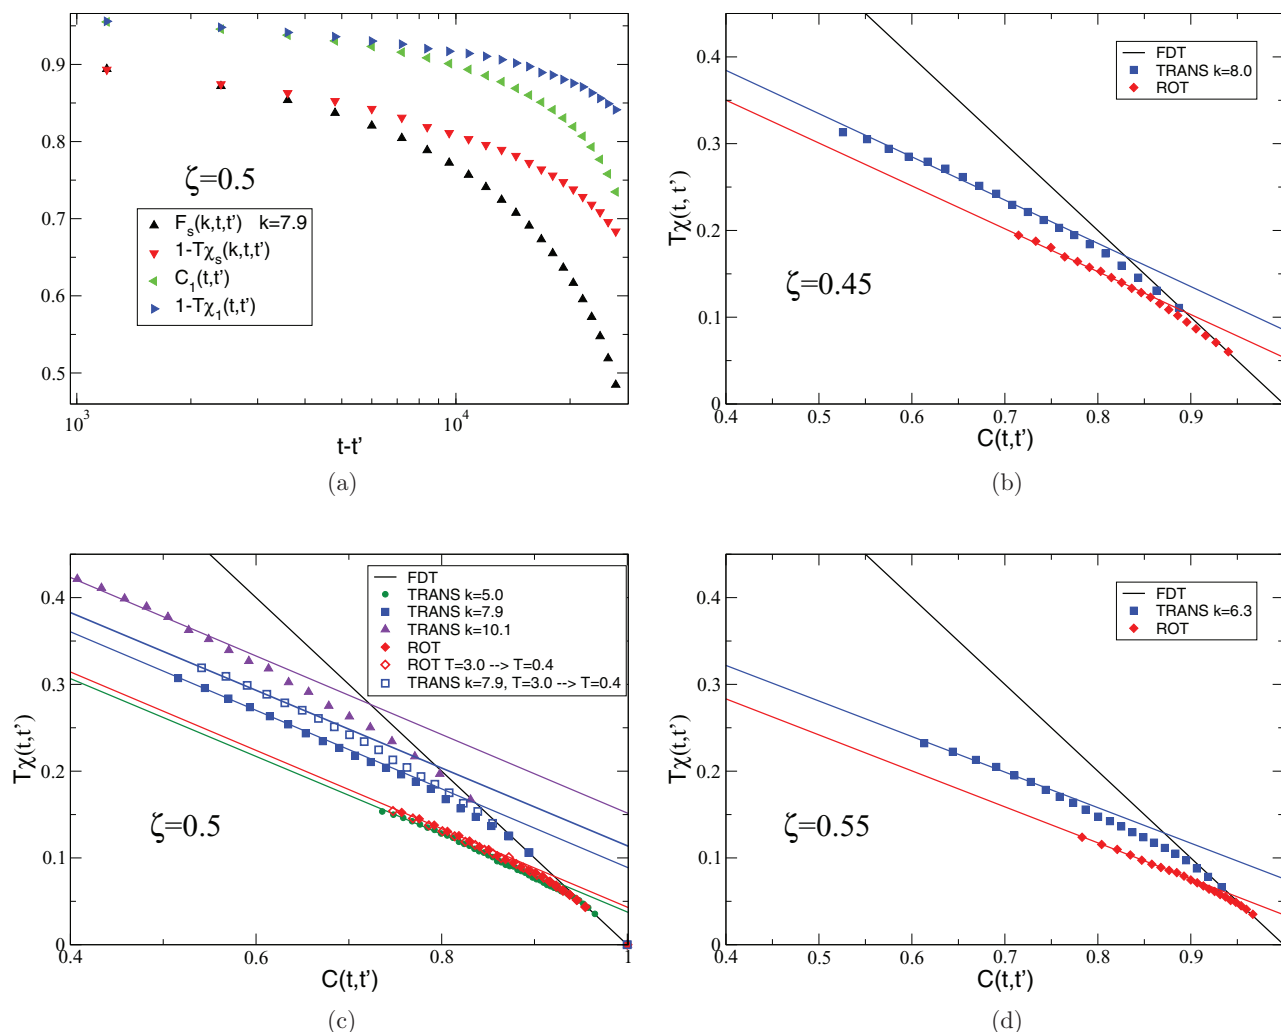 0.9
0.8
0.7
0.6
0.5
ζ=0.5
F_s(k,t,t') k=7.9
1-Tχ_s(k,t,t')
C_1(t,t')
1-Tχ_1(t,t')
10^3
10^4
t-t'
(a)
0.4
0.3
0.2
0.1
0
Tχ(t, t')
FDT
TRANS k=8.0
ROT
ζ=0.45
0.4 0.5 0.6 0.7 0.8 0.9
C(t,t')
(b)
0.4
0.3
0.2
0.1
0
Tχ(t,t')
FDT
TRANS k=5.0
TRANS k=7.9
TRANS k=10.1
ROT
ROT T=3.0 --> T=0.4
TRANS k=7.9, T=3.0 --> T=0.4
ζ=0.5
0.4 0.6 0.8 1
C(t,t')
(c)
0.4
0.3
0.2
0.1
0
Tχ(t,t')
FDT
TRANS k=6.3
ROT
ζ=0.55
0.4 0.5 0.6 0.7 0.8 0.9
C(t,t')
(d)